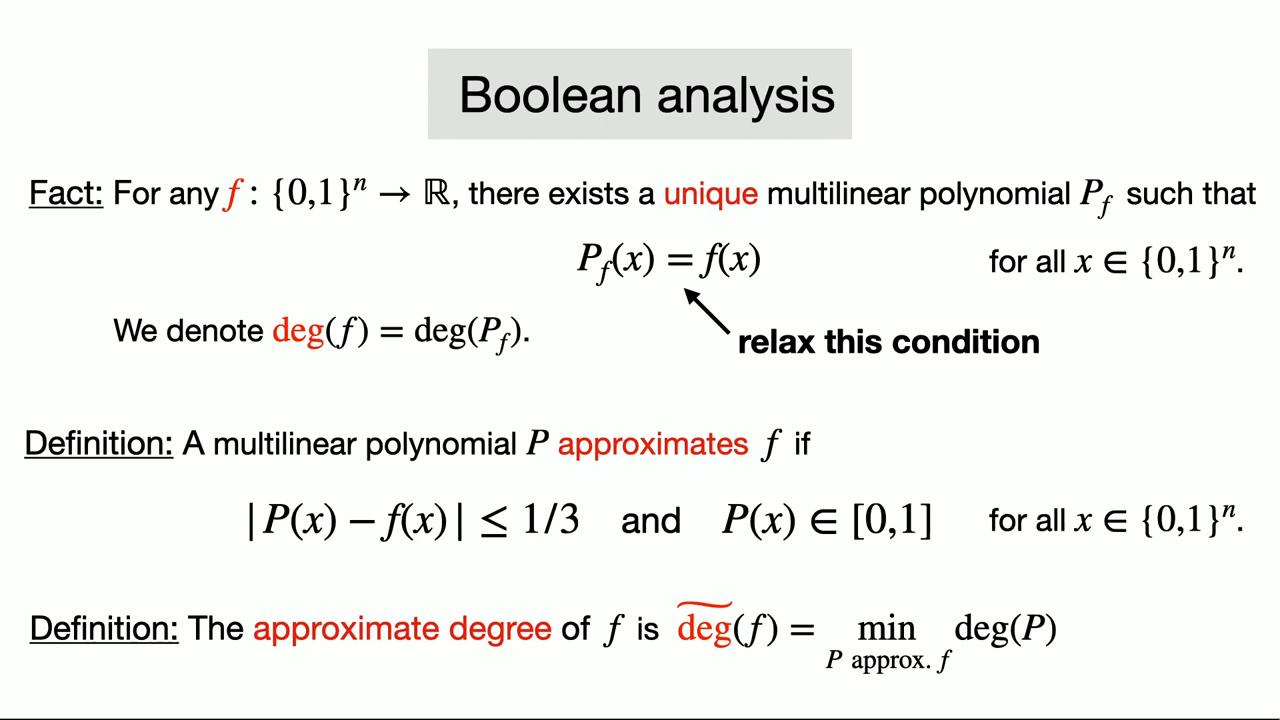 Boolean analysis
Fact: For any f : {0,1}ⁿ → ℝ, there exists a unique multilinear polynomial P_f such that
P_f(x) = f(x) for all x ∈ {0,1}ⁿ.
We denote deg(f) = deg(P_f).
relax this condition
Definition: A multilinear polynomial P approximates f if
|P(x) − f(x)| ≤ 1/3 and P(x) ∈ [0,1] for all x ∈ {0,1}ⁿ.
Definition: The approximate degree of f is d͠eg(f) = min deg(P)
P approx. f